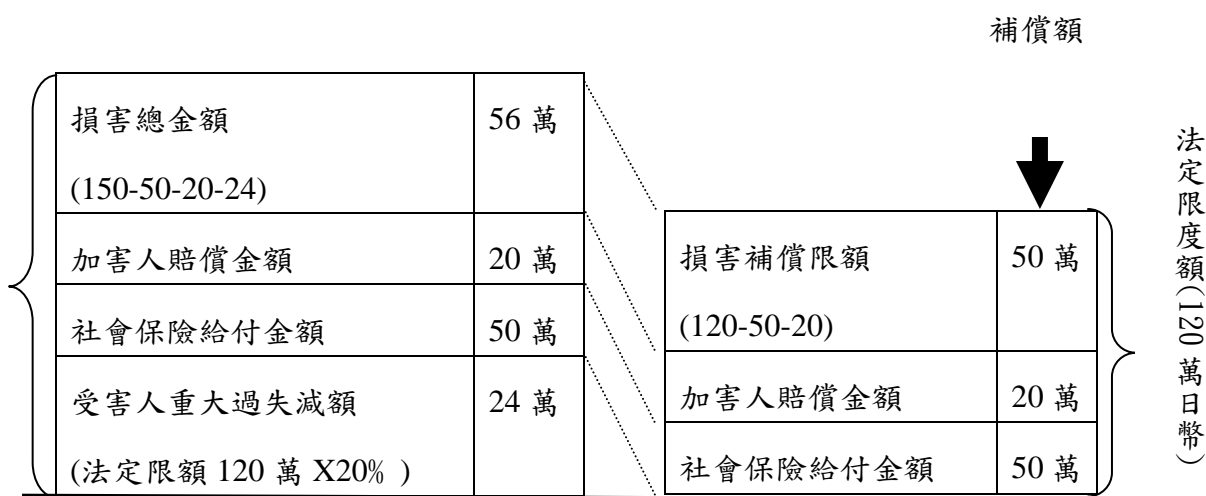 補償額
損害總金額
(150-50-20-24)
56 萬
加害人賠償金額
20 萬
社會保險給付金額
50 萬
受害人重大過失減額
(法定限額 120 萬 X20% )
24 萬
損害補償限額
(120-50-20)
50 萬
加害人賠償金額
20 萬
社會保險給付金額
50 萬
法定限度額(120 萬日幣)